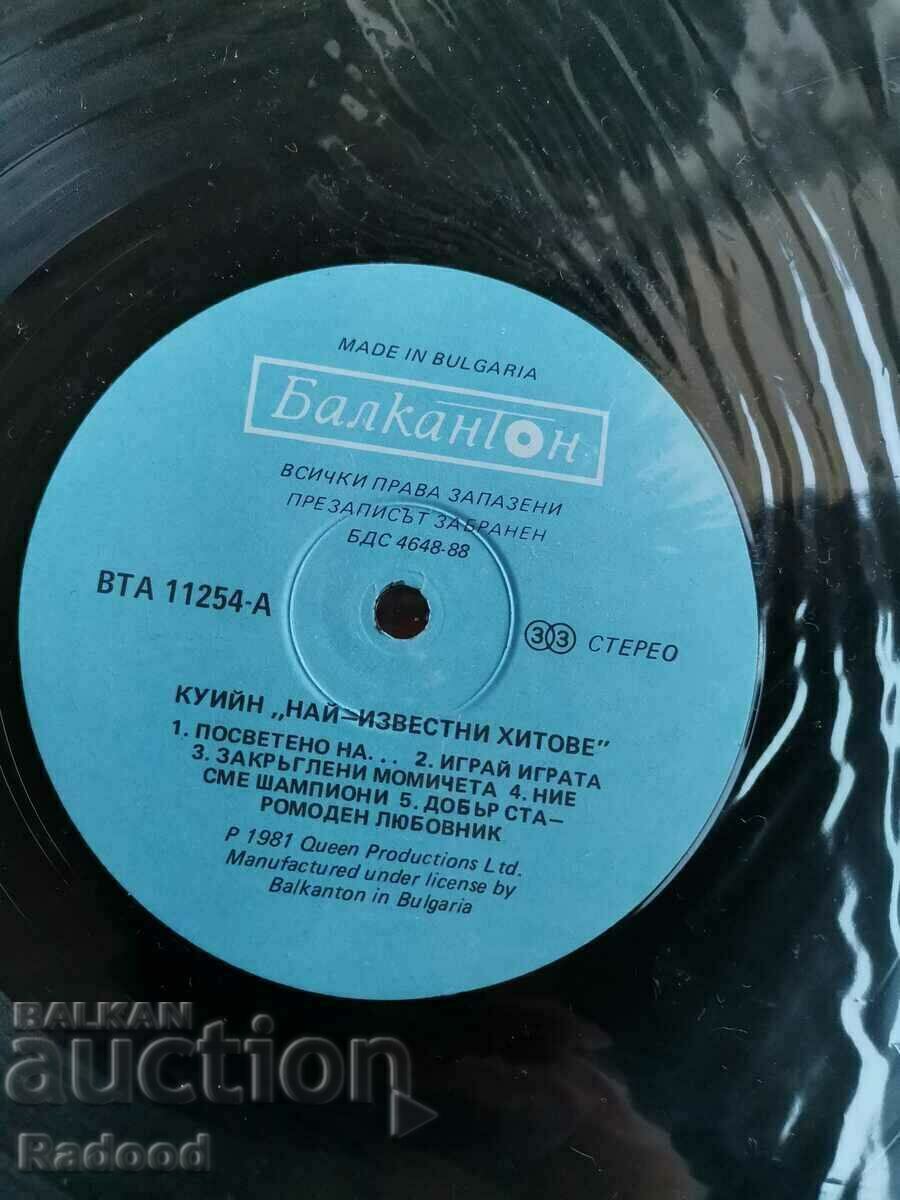 MADE IN BULGARIA
Балкантон
ВСИЧКИ ПРАВА ЗАПАЗЕНИ
ПРЕЗАПИСЪТ ЗАБРАНЕН
БДС 4648-88
ВТА 11254-А
33 СТЕРЕО
КУИЙН „НАЙ-ИЗВЕСТНИ ХИТОВЕ”
1. ПОСВЕТЕНО НА... 2. ИГРАЙ ИГРАТА
3. ЗАКРЪГЛЕНИ МОМИЧЕТА 4. НИЕ
СМЕ ШАМПИОНИ 5. ДОБЪР СТА-
РОМОДЕН ЛЮБОВНИК
P 1981 Queen Productions Ltd.
Manufactured under license by
Balkanton in Bulgaria
BALKAN
auction
Radood